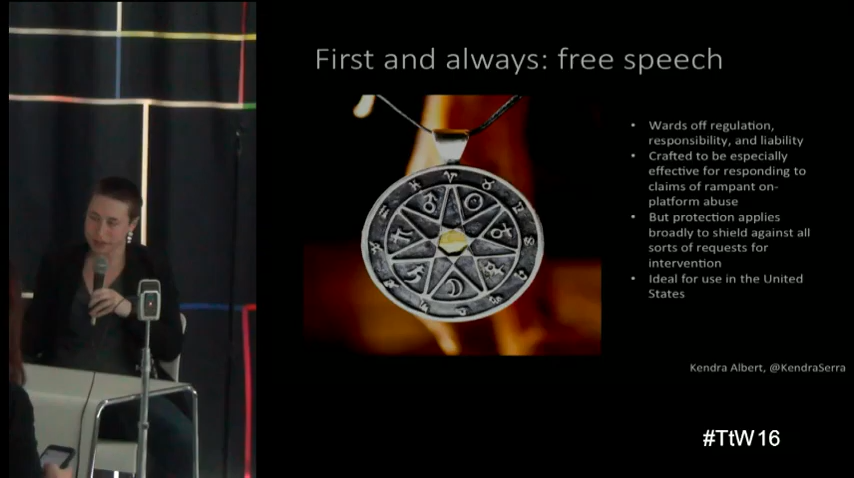 First and always: free speech
• Wards off regulation,
responsibility, and liability
• Crafted to be especially
effective for responding to
claims of rampant on-
platform abuse
• But protection applies
broadly to shield against all
sorts of requests for
intervention
• Ideal for use in the United
States
Kendra Albert, @KendraSerra
#TtW16